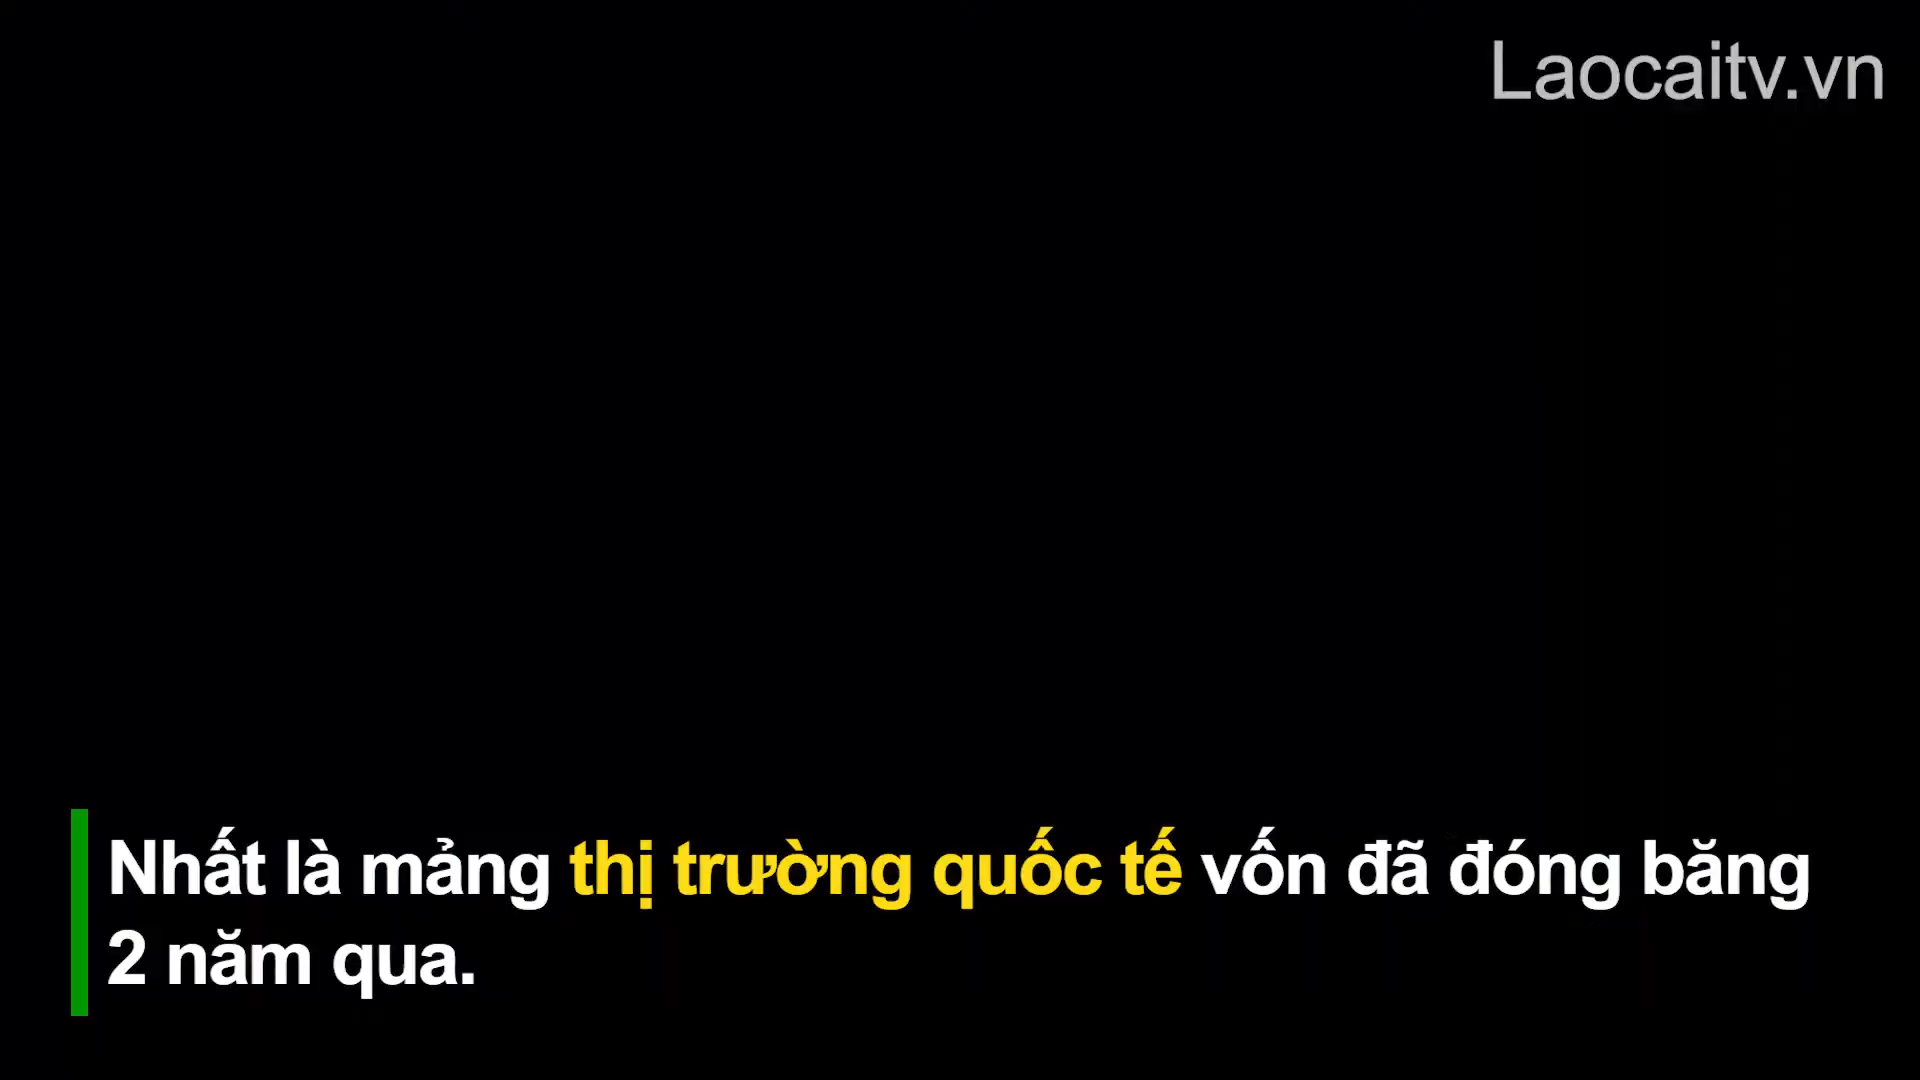 Laocaitv.vn
Nhất là mảng thị trường quốc tế vốn đã đóng băng
2 năm qua.